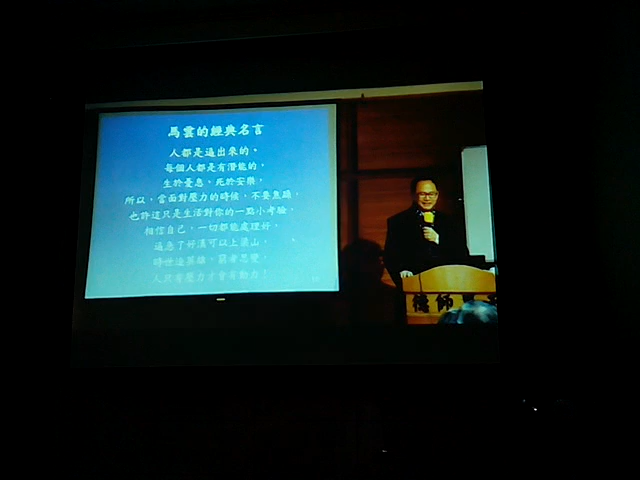 馬雲的經典名言
人都是逼出來的，
每個人都是有潛能的，
生於憂患，死於安樂，
所以，當面對壓力的時候，不要焦躁，
也許這只是生活對你的一點小考驗，
相信自己，一切都能處理好，
逼急了好漢可以上梁山，
時世造英雄，窮者思變，
人只有壓力才會有動力！
德師